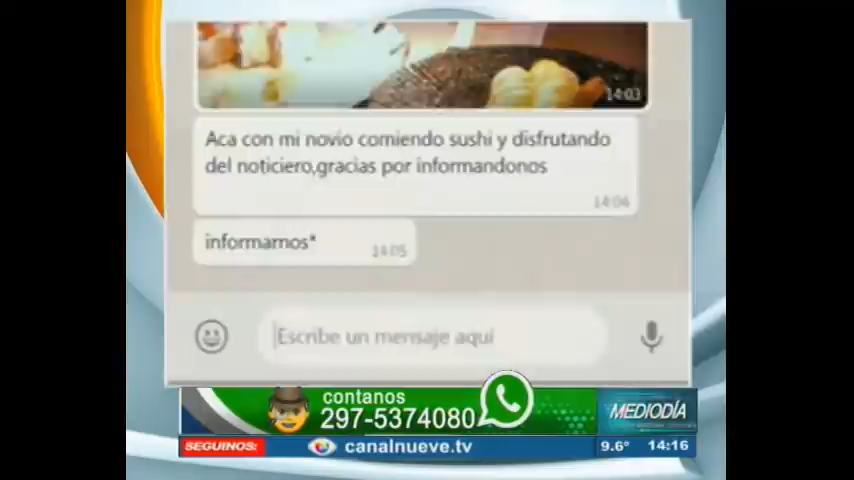 14:03
Aca con mi novio comiendo sushi y disfrutando
del noticiero,gracias por informandonos
14:04
informarnos*
14:05
Escribe un mensaje aquí
contanos
297-5374080
MEDIODÍA
SEGUINOS:
canalnueve.tv
9.6°
14:16